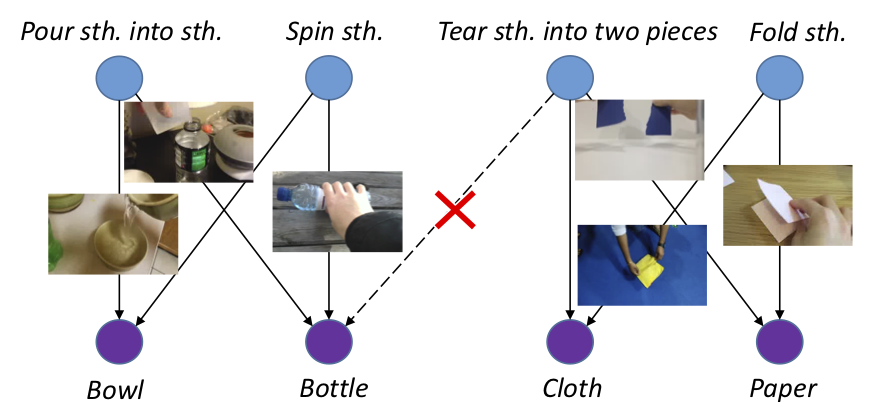 Pour sth. into sth.
Spin sth.
Tear sth. into two pieces
Fold sth.
Bowl
Bottle
Cloth
Paper